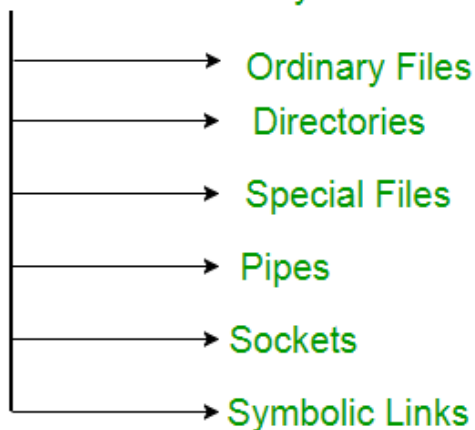 Ordinary Files
Directories
Special Files
Pipes
Sockets
Symbolic Links